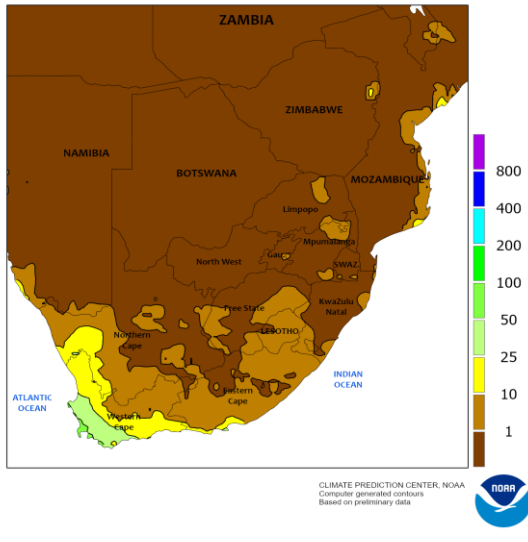 ZAMBIA
ZIMBABWE
NAMIBIA
BOTSWANA
MOZAMBIQUE
Limpopo
Mpumalanga
Gau
SWAZ.
North West
KwaZulu
Natal
Free State
LESOTHO
Northern
Cape
INDIAN
OCEAN
Eastern
Cape
ATLANTIC
OCEAN
Western
Cape
800
400
200
100
50
25
10
1
CLIMATE PREDICTION CENTER, NOAA
Computer generated contours
Based on preliminary data
NOAA